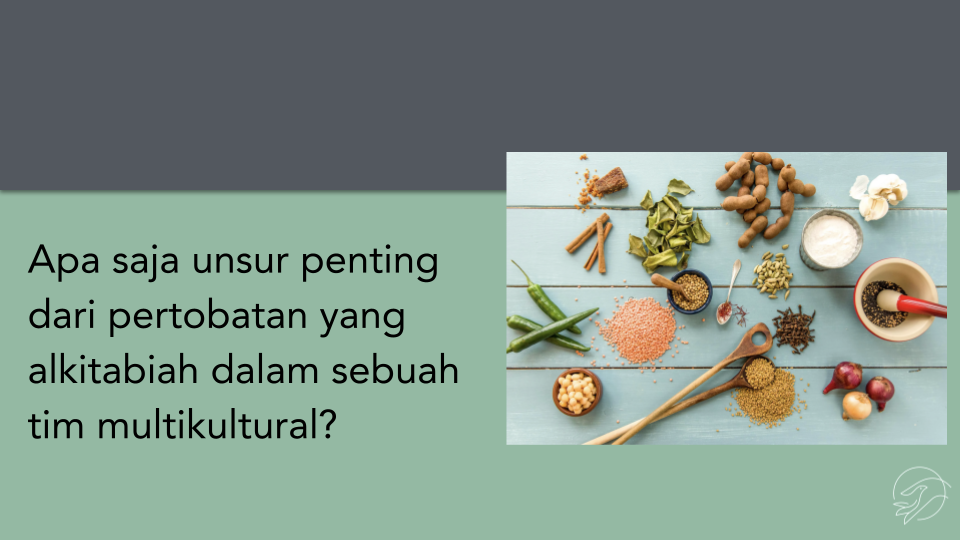 Apa saja unsur penting
dari pertobatan yang
alkitabiah dalam sebuah
tim multikultural?